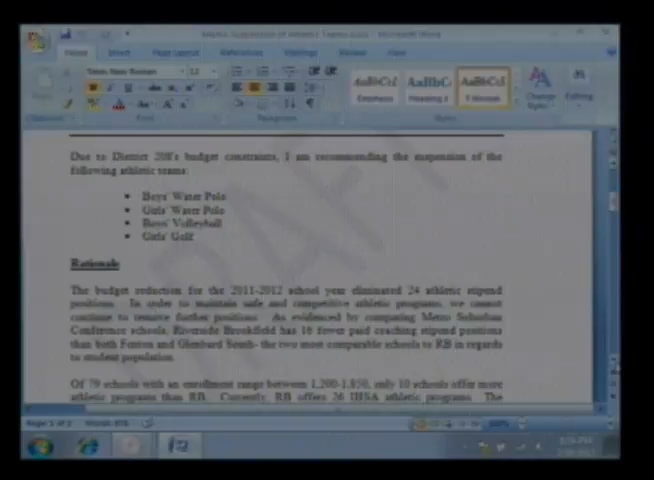 Home Insert Page Layout References Mailings Review View
Times New Roman 12
AaBbCcI AaBbC AaBbCcI
Emphasis Heading 1 Change Styles Editing
Font Paragraph Styles
DRAFT
Due to District 208's budget constraints, I am recommending the suspension of the
following athletic teams:
• Boys' Water Polo
• Girls' Water Polo
• Boys' Volleyball
• Girls' Golf
Rationale
The budget reduction for the 2011-2012 school year eliminated 24 athletic stipend
positions. In order to maintain safe and competitive athletic programs, we cannot
continue to remove further positions. As evidenced by comparing Metro Suburban
Conference schools, Riverside Brookfield has 16 fewer paid coaching stipend positions
than both Fenton and Glenbard South- the two most comparable schools to RB in regards
to student population.
Of 79 schools with an enrollment range between 1,200-1,850, only 10 schools offer more
athletic programs than RB. Currently, RB offers 26 IHSA athletic programs. The
Page 1 of 2 Words: 878 100%